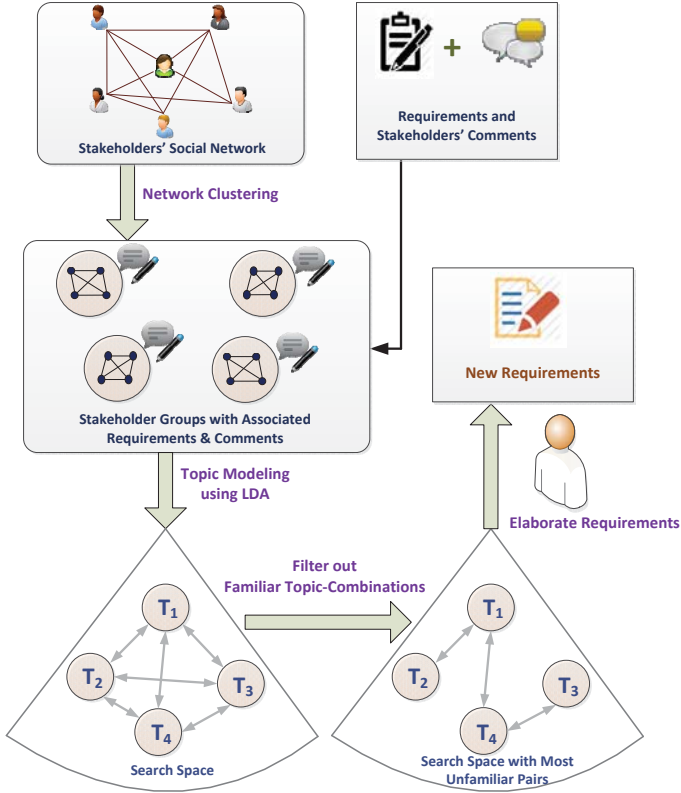 Stakeholders' Social Network
+
Requirements and
Stakeholders' Comments
Network Clustering
Stakeholder Groups with Associated
Requirements & Comments
New Requirements
Topic Modeling
using LDA
Elaborate Requirements
Filter out
Familiar Topic-Combinations
T1
T2
T3
T4
Search Space
T1
T2
T3
T4
Search Space with Most
Unfamiliar Pairs